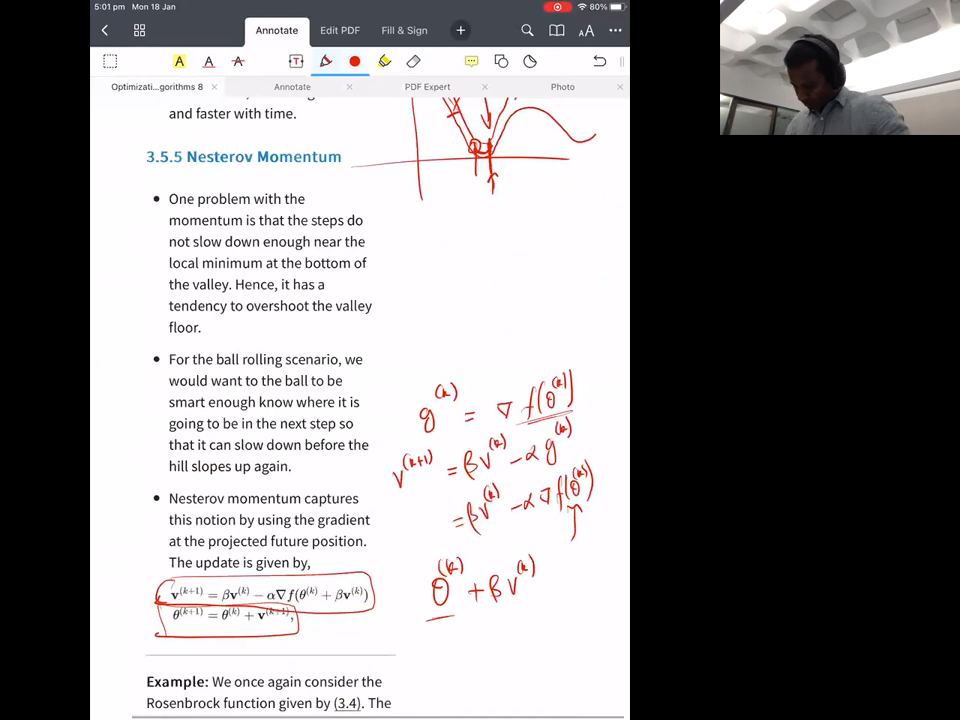 5:01 pm Mon 18 Jan
80%
Annotate
Edit PDF
Fill & Sign
Optimizati...gorithms 8
Annotate
PDF Expert
Photo
and faster with time.
3.5.5 Nesterov Momentum
• One problem with the
momentum is that the steps do
not slow down enough near the
local minimum at the bottom of
the valley. Hence, it has a
tendency to overshoot the valley
floor.
• For the ball rolling scenario, we
would want to the ball to be
smart enough know where it is
going to be in the next step so
that it can slow down before the
hill slopes up again.
• Nesterov momentum captures
this notion by using the gradient
at the projected future position.
The update is given by,
v^(k+1) = βv^(k) − α∇f(θ^(k) + βv^(k))
θ^(k+1) = θ^(k) + v^(k+1),
g^(k) = ∇f(θ^(k))
v^(k+1) = βv^(k) − αg^(k)
= βv^(k) − α∇f(θ^(k))
θ^(k) + βv^(k)
Example: We once again consider the
Rosenbrock function given by (3.4). The